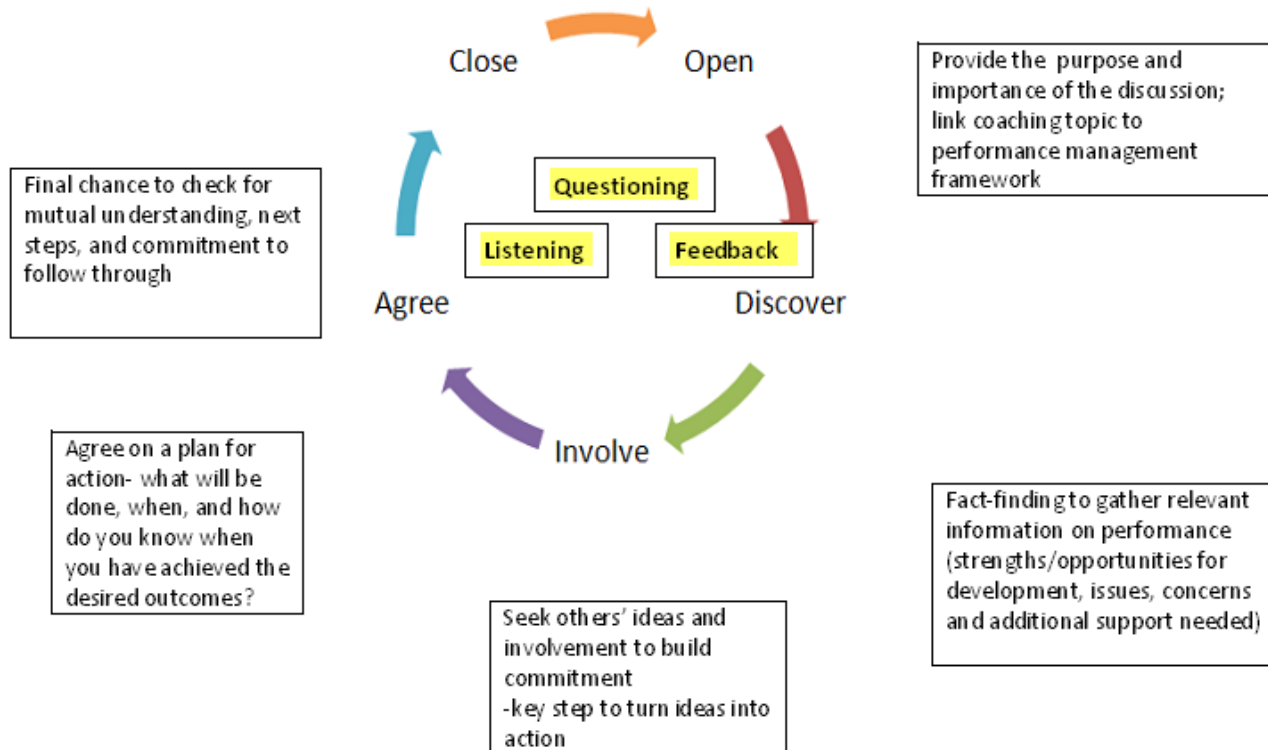 Close
Open
Provide the purpose and
importance of the discussion;
link coaching topic to
performance management
framework
Final chance to check for
mutual understanding, next
steps, and commitment to
follow through
Questioning
Listening
Feedback
Agree
Discover
Involve
Agree on a plan for
action- what will be
done, when, and how
do you know when
you have achieved the
desired outcomes?
Fact-finding to gather relevant
information on performance
(strengths/opportunities for
development, issues, concerns
and additional support needed)
Seek others’ ideas and
involvement to build
commitment
-key step to turn ideas into
action